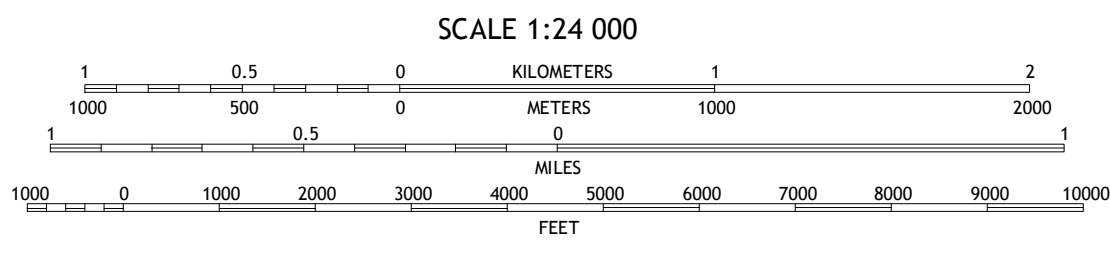 SCALE 1:24 000
1 0.5 0 KILOMETERS 1 2
1000 500 0 METERS 1000 2000
1 0.5 0 1
MILES
1000 0 1000 2000 3000 4000 5000 6000 7000 8000 9000 10000
FEET